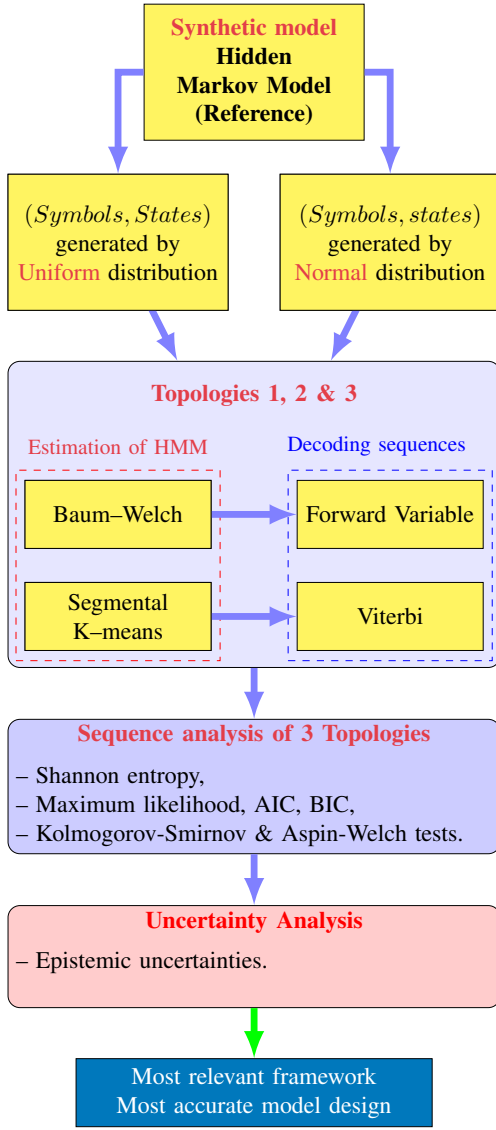 Synthetic model
Hidden
Markov Model
(Reference)
(Symbols, States)
generated by
Uniform distribution
(Symbols, states)
generated by
Normal distribution
Topologies 1, 2 & 3
Estimation of HMM
Decoding sequences
Baum–Welch
Forward Variable
Segmental
K–means
Viterbi
Sequence analysis of 3 Topologies
– Shannon entropy,
– Maximum likelihood, AIC, BIC,
– Kolmogorov-Smirnov & Aspin-Welch tests.
Uncertainty Analysis
– Epistemic uncertainties.
Most relevant framework
Most accurate model design